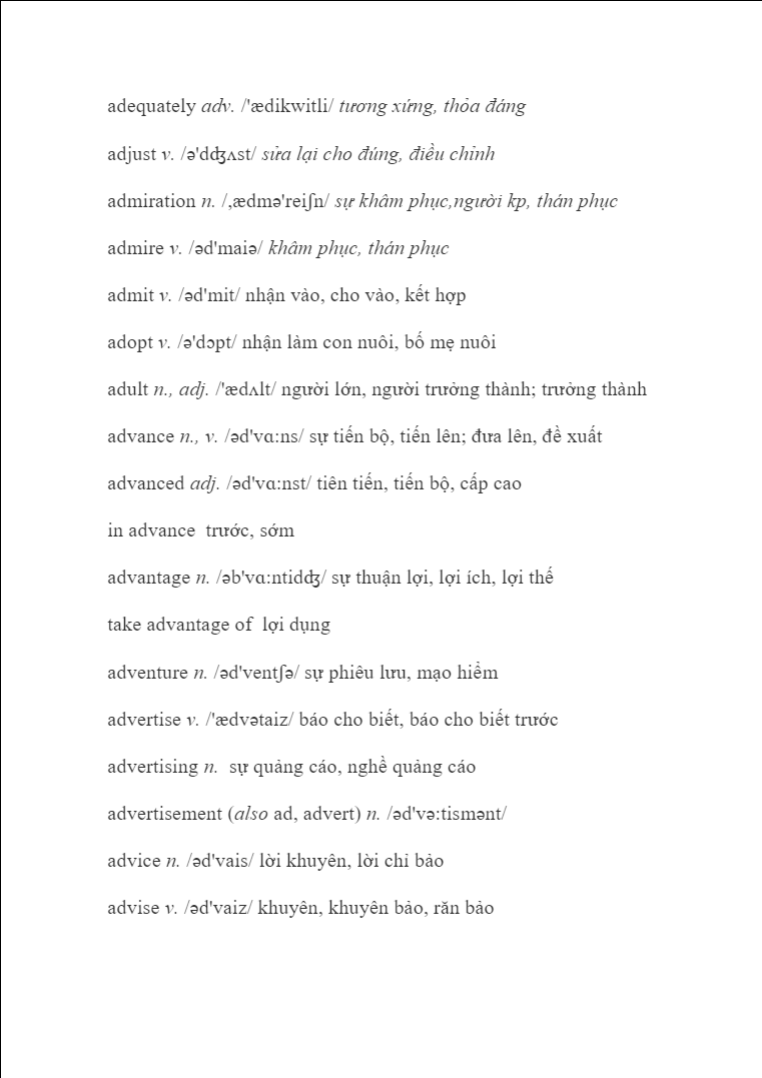 adequately adv. /'ædikwitli/ tương xứng, thỏa đáng
adjust v. /ə'dʤʌst/ sửa lại cho đúng, điều chỉnh
admiration n. /,ædmə'reiʃn/ sự khâm phục,người kp, thán phục
admire v. /əd'maiə/ khâm phục, thán phục
admit v. /əd'mit/ nhận vào, cho vào, kết hợp
adopt v. /ə'dɔpt/ nhận làm con nuôi, bố mẹ nuôi
adult n., adj. /'ædʌlt/ người lớn, người trưởng thành; trưởng thành
advance n., v. /əd'vɑ:ns/ sự tiến bộ, tiến lên; đưa lên, đề xuất
advanced adj. /əd'vɑ:nst/ tiên tiến, tiến bộ, cấp cao
in advance  trước, sớm
advantage n. /əb'vɑ:ntidʤ/ sự thuận lợi, lợi ích, lợi thế
take advantage of  lợi dụng
adventure n. /əd'ventʃə/ sự phiêu lưu, mạo hiểm
advertise v. /'ædvətaiz/ báo cho biết, báo cho biết trước
advertising n.  sự quảng cáo, nghề quảng cáo
advertisement (also ad, advert) n. /əd'və:tismənt/
advice n. /əd'vais/ lời khuyên, lời chỉ bảo
advise v. /əd'vaiz/ khuyên, khuyên bảo, răn bảo